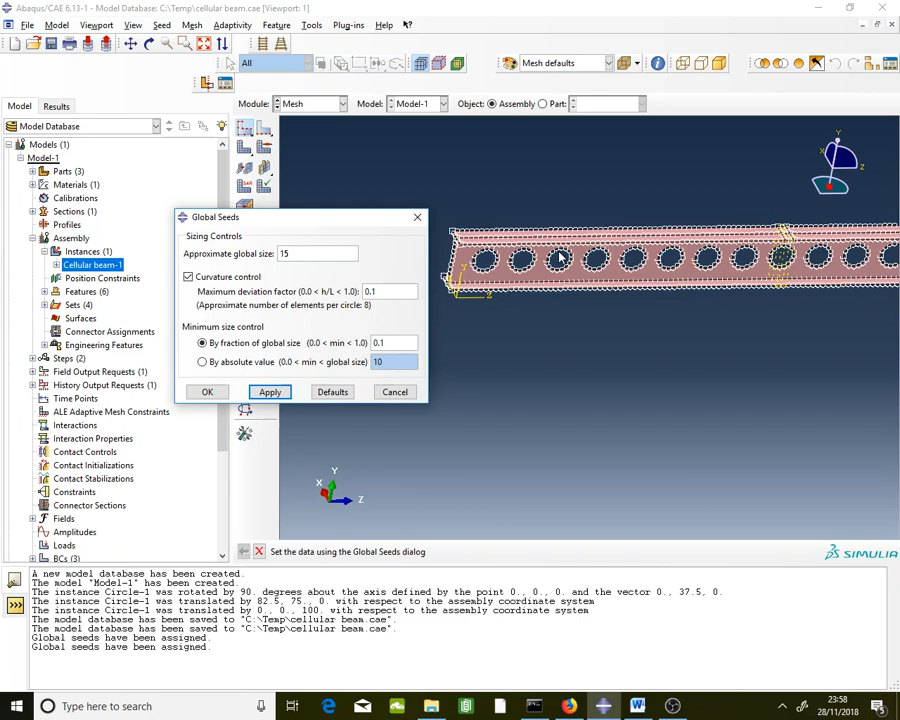 Abaqus/CAE 6.13-1 - Model Database: C:\Temp\cellular beam.cae [Viewport: 1]
File Model Viewport View Seed Mesh Adaptivity Feature Tools Plug-ins Help
All Mesh defaults
Module: Mesh Model: Model-1 Object: Assembly Part:
Model Results
Model Database
Models (1)
Model-1
Parts (3)
Materials (1)
Calibrations
Sections (1)
Profiles
Assembly
Instances (1)
Cellular beam-1
Position Constraints
Features (6)
Sets (4)
Surfaces
Connector Assignments
Engineering Features
Steps (2)
Field Output Requests (1)
History Output Requests (1)
Time Points
ALE Adaptive Mesh Constraints
Interactions
Interaction Properties
Contact Controls
Contact Initializations
Contact Stabilizations
Constraints
Connector Sections
Fields
Amplitudes
Loads
BCs (3)
Global Seeds
Sizing Controls
Approximate global size: 15
Curvature control
Maximum deviation factor (0.0 < h/L < 1.0): 0.1
(Approximate number of elements per circle: 8)
Minimum size control
By fraction of global size (0.0 < min < 1.0) 0.1
By absolute value (0.0 < min < global size) 10
OK Apply Defaults Cancel
Y
X
Z
Z
Y
Z
Y
X
Z
Set the data using the Global Seeds dialog
SIMULIA
A new model database has been created.
The model "Model-1" has been created.
The instance Circle-1 was rotated by 90. degrees about the axis defined by the point 0., 0., 0. and the vector 0., 37.5, 0.
The instance Circle-1 was translated by 82.5, 75., 0. with respect to the assembly coordinate system
The instance Circle-1 was translated by 0., 0., 100. with respect to the assembly coordinate system
The model database has been saved to "C:\Temp\cellular beam.cae".
The model database has been saved to "C:\Temp\cellular beam.cae".
Global seeds have been assigned.
Global seeds have been assigned.
Type here to search
23:58
28/11/2018
5